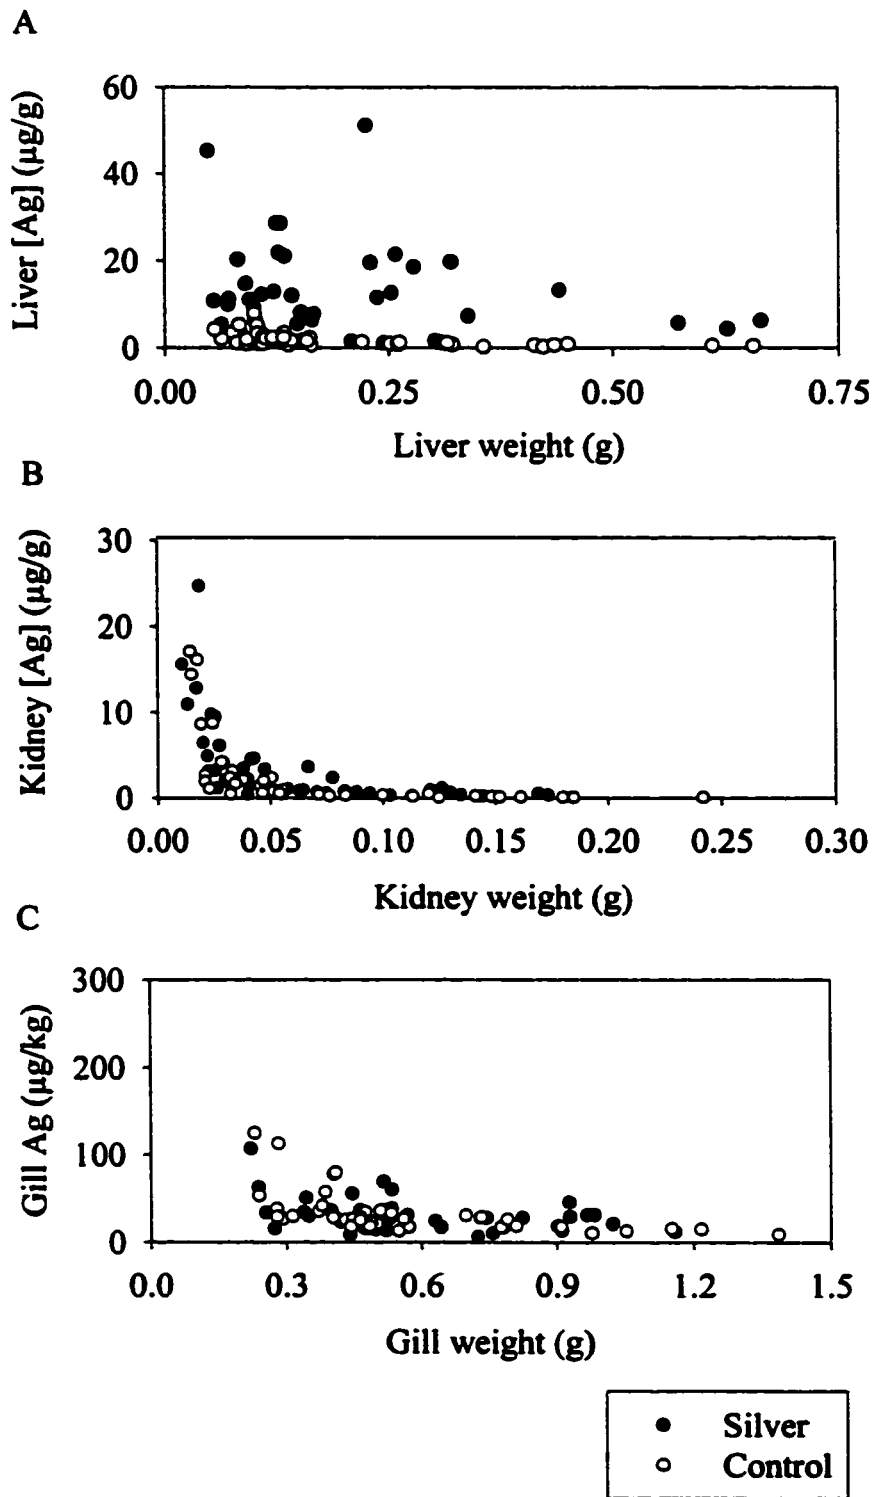 A
Liver [Ag] (µg/g)
60
40
20
0
0.00 0.25 0.50 0.75
Liver weight (g)
B
Kidney [Ag] (µg/g)
30
20
10
0
0.00 0.05 0.10 0.15 0.20 0.25 0.30
Kidney weight (g)
C
Gill Ag (µg/kg)
300
200
100
0
0.0 0.3 0.6 0.9 1.2 1.5
Gill weight (g)
Silver
Control